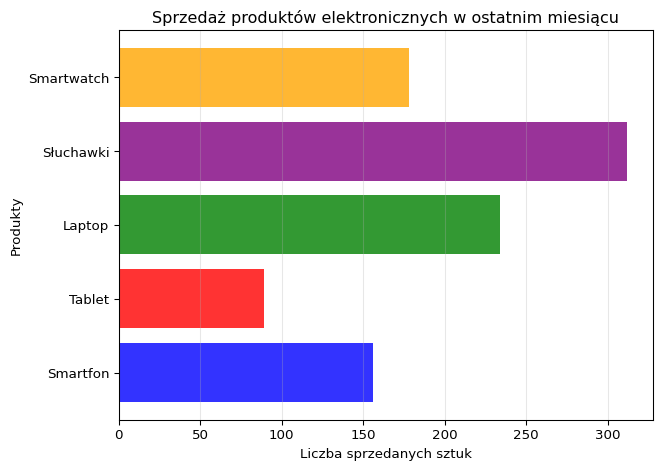 Sprzedaż produktów elektronicznych w ostatnim miesiącu
Smartwatch
Słuchawki
Laptop
Tablet
Smartfon
Produkty
0 50 100 150 200 250 300
Liczba sprzedanych sztuk